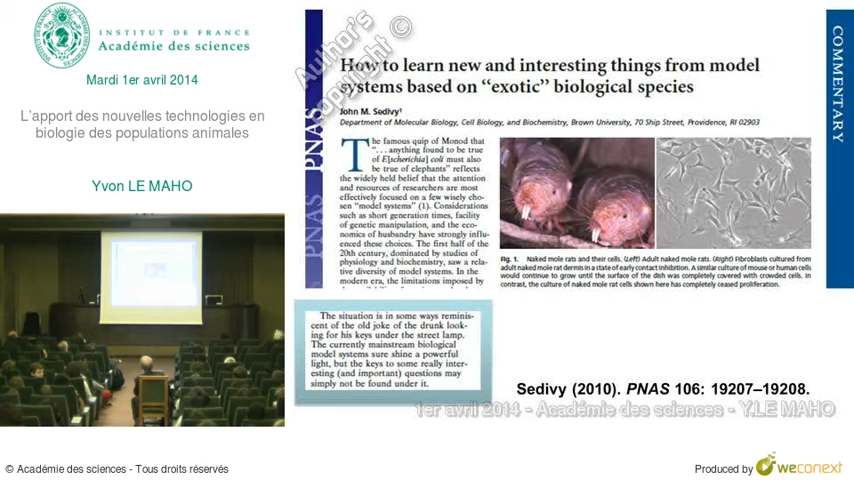 INSTITUT DE FRANCE
Académie des sciences
Mardi 1er avril 2014
L'apport des nouvelles technologies en
biologie des populations animales
Yvon LE MAHO
Author's
Copyright ©
PNAS
PNAS
COMMENTARY
How to learn new and interesting things from model
systems based on “exotic” biological species
John M. Sedivy¹
Department of Molecular Biology, Cell Biology, and Biochemistry, Brown University, 70 Ship Street, Providence, RI 02903
The famous quip of Monod that
“. . . anything found to be true
of E[scherichia] coli must also
be true of elephants” reflects
the widely held belief that the attention
and resources of researchers are most
effectively focused on a few wisely cho-
sen “model systems” (1). Considerations
such as short generation times, facility
of genetic manipulation, and the eco-
nomics of husbandry have strongly influ-
enced these choices. The first half of the
20th century, dominated by studies of
physiology and biochemistry, saw a rela-
tive diversity of model systems. In the
modern era, the limitations imposed by
Fig. 1. Naked mole rats and their cells. (Left) Adult naked mole rats. (Right) Fibroblasts cultured from
adult naked mole rat dermis in a state of early contact inhibition. A similar culture of mouse or human cells
would continue to grow until the surface of the dish was completely covered with crowded cells. In
contrast, the culture of naked mole rat cells shown here has completely ceased proliferation.
The situation is in some ways reminis-
cent of the old joke of the drunk look-
ing for his keys under the street lamp.
The currently mainstream biological
model systems sure shine a powerful
light, but the keys to some really inter-
esting (and important) questions may
simply not be found under it.
Sedivy (2010). PNAS 106: 19207–19208.
1er avril 2014 - Académie des sciences - Y.LE MAHO
© Académie des sciences - Tous droits réservés
Produced by weconext